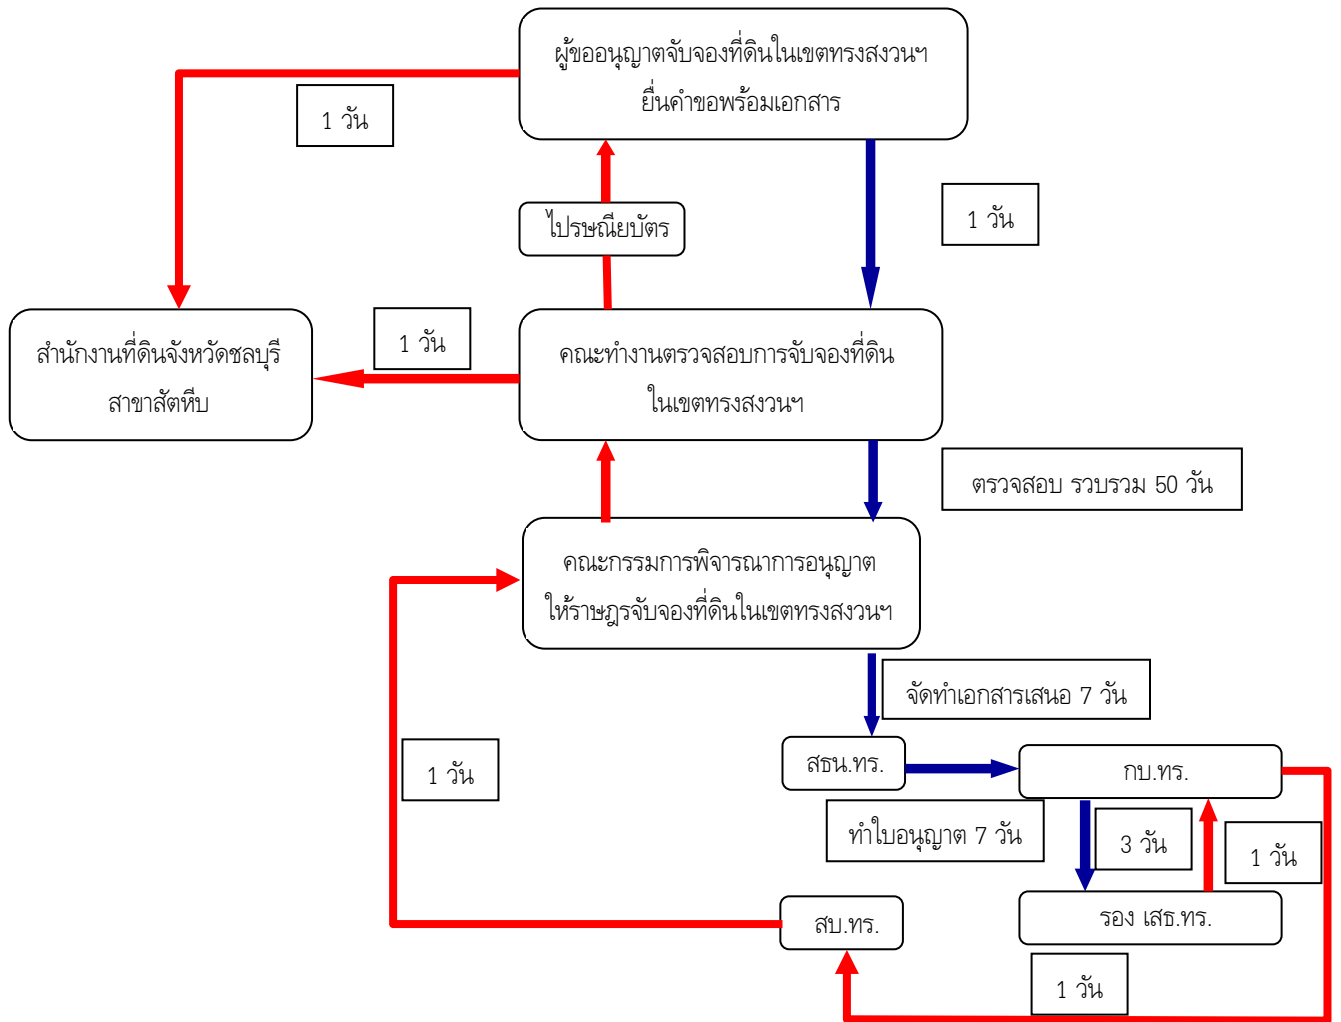 ผู้ขออนุญาตจับจองที่ดินในเขตทรงสงวนฯ
ยื่นคำขอพร้อมเอกสาร
1 วัน
1 วัน
ไปรษณียบัตร
สำนักงานที่ดินจังหวัดชลบุรี
สาขาสัตหีบ
1 วัน
คณะทำงานตรวจสอบการจับจองที่ดิน
ในเขตทรงสงวนฯ
ตรวจสอบ รวบรวม 50 วัน
คณะกรรมการพิจารณาการอนุญาต
ให้ราษฎรจับจองที่ดินในเขตทรงสงวนฯ
จัดทำเอกสารเสนอ 7 วัน
1 วัน
สธน.ทร.
กบ.ทร.
ทำใบอนุญาต 7 วัน
3 วัน
1 วัน
สบ.ทร.
รอง เสธ.ทร.
1 วัน